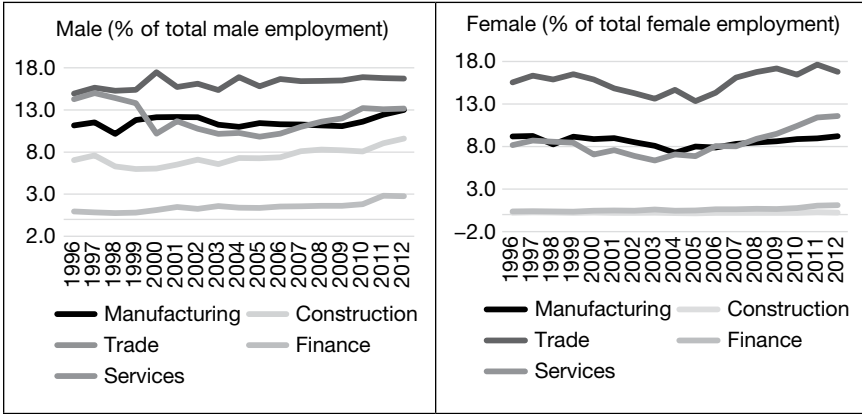 Male (% of total male employment)
18.0
13.0
8.0
3.0
2.0
1996 1997 1998 1999 2000 2001 2002 2003 2004 2005 2006 2007 2008 2009 2010 2011 2012
Manufacturing Construction
Trade Finance
Services
Female (% of total female employment)
18.0
13.0
8.0
3.0
–2.0
1996 1997 1998 1999 2000 2001 2002 2003 2004 2005 2006 2007 2008 2009 2010 2011 2012
Manufacturing Construction
Trade Finance
Services